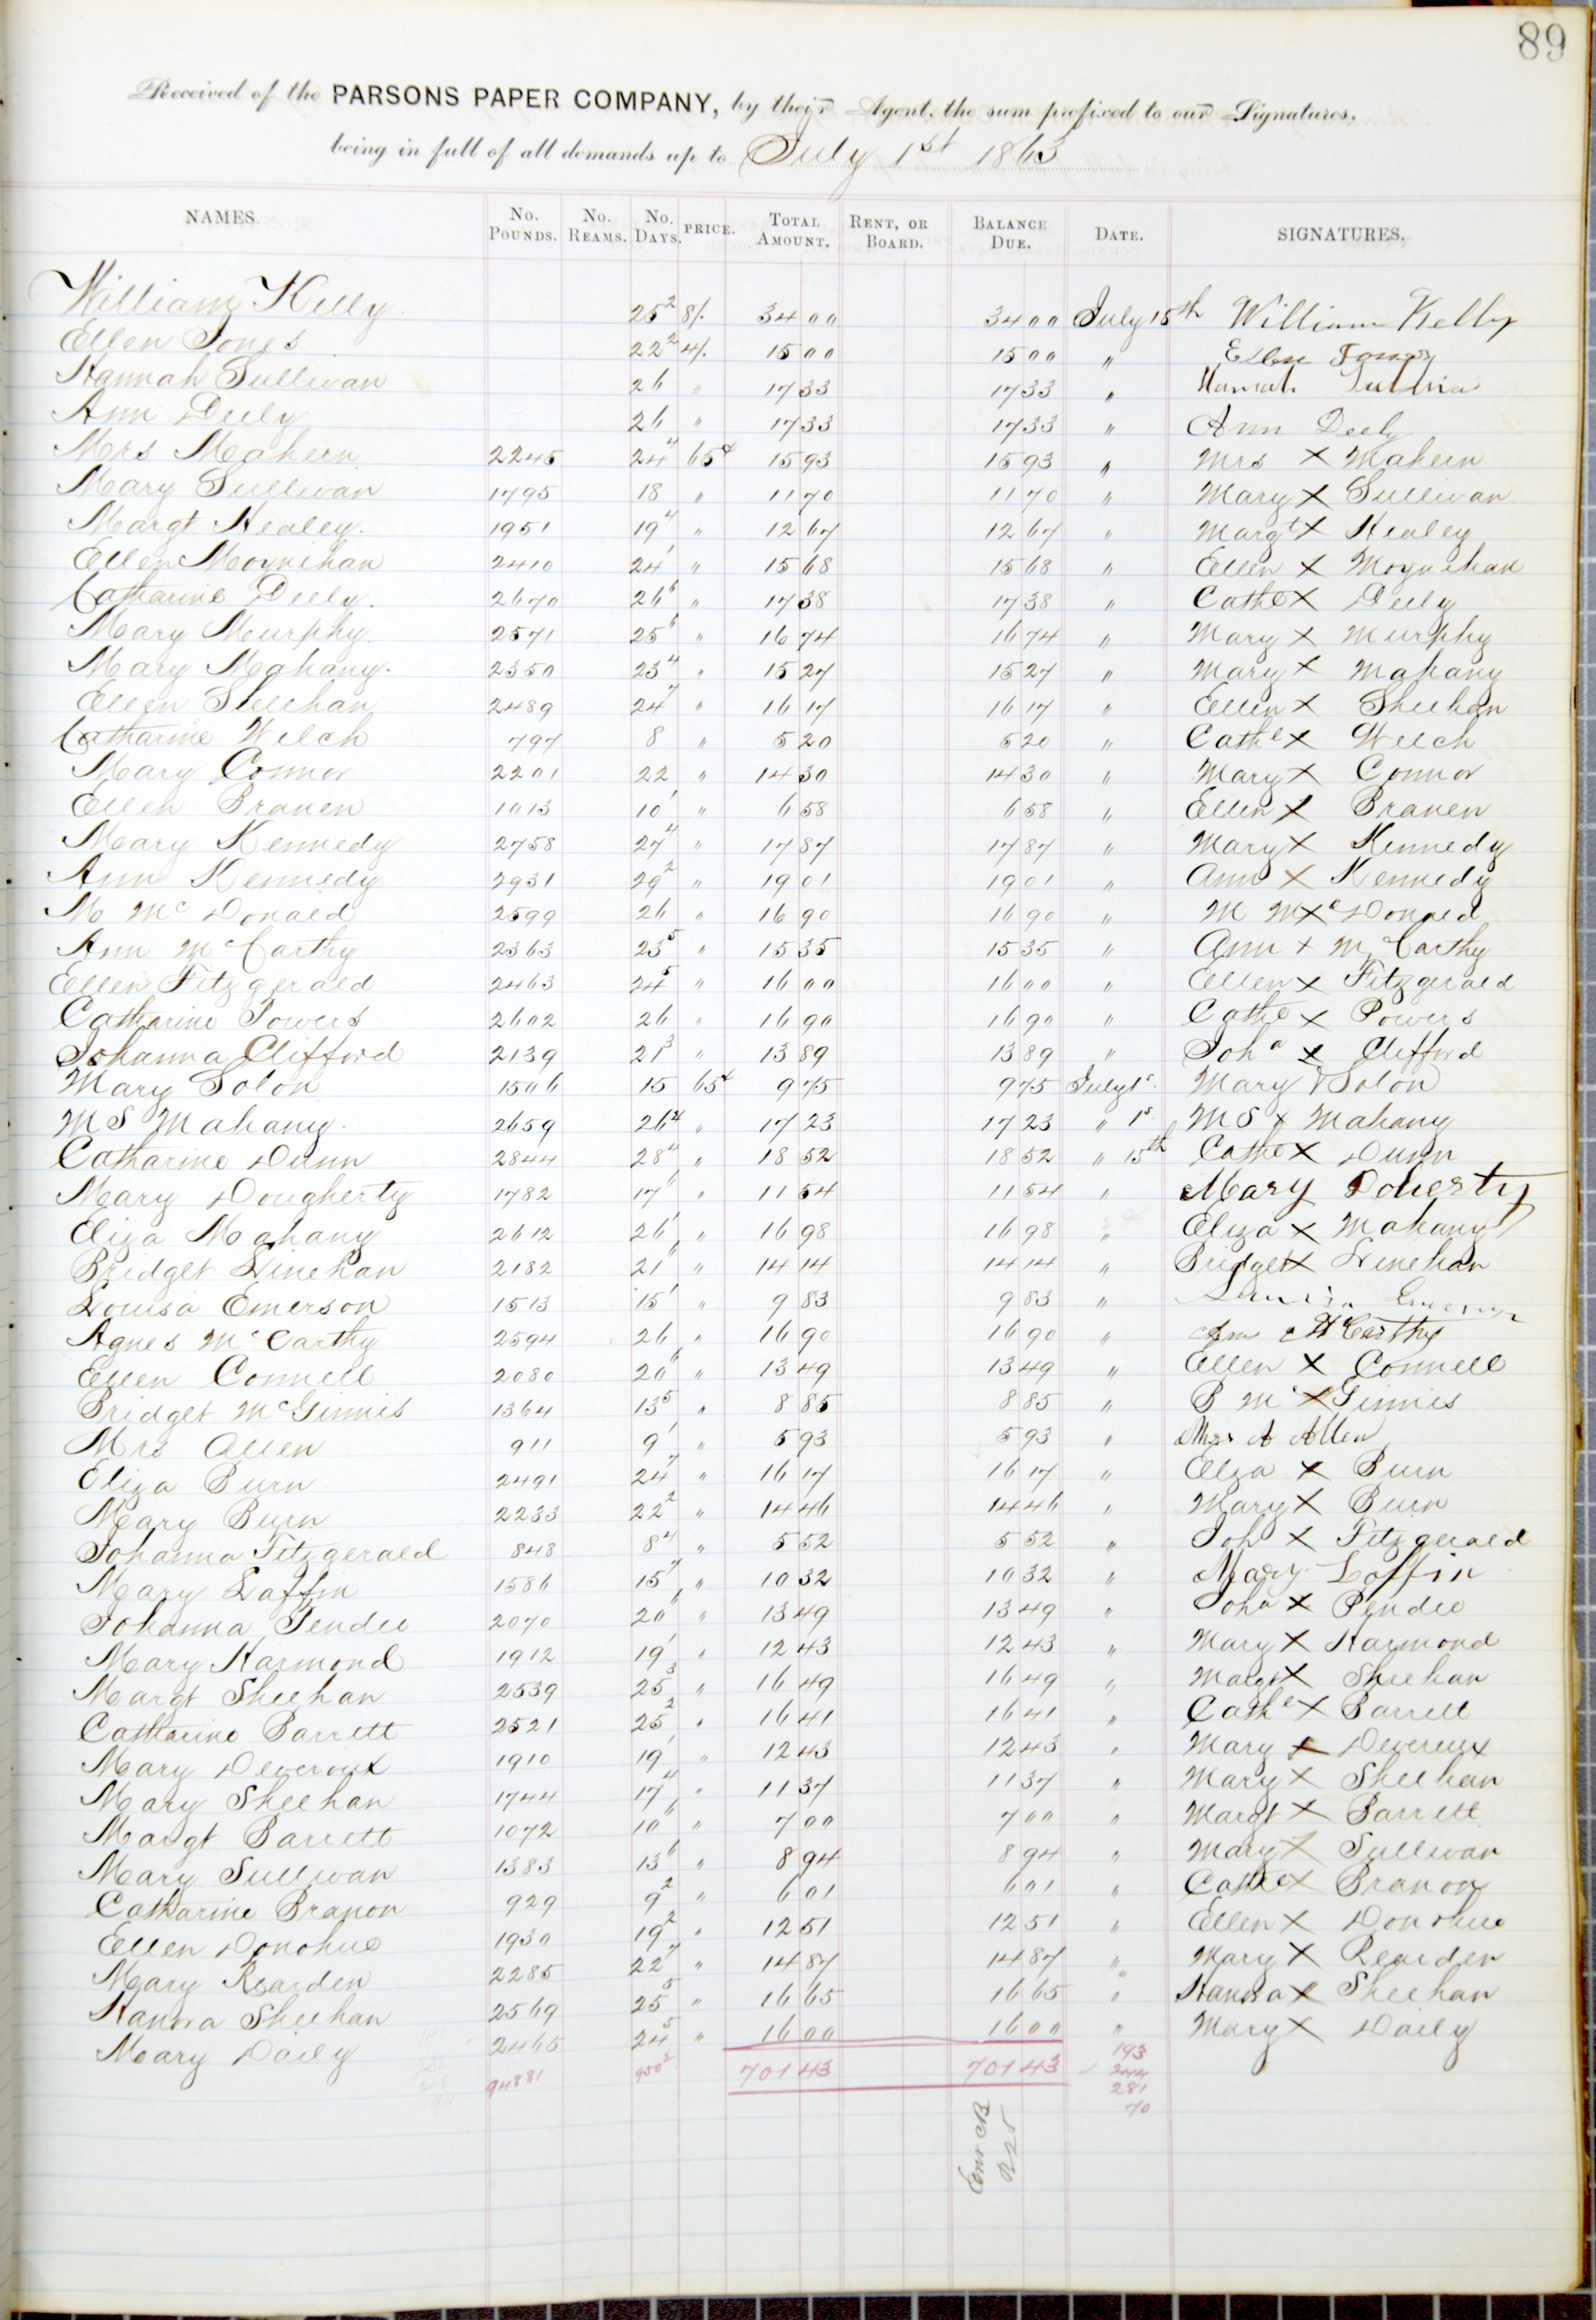 89
Received of the PARSONS PAPER COMPANY, by their Agent, the sum prefixed to our Signatures,
being in full of all demands up to July 1st 1863
NAMES. No. Pounds. No. Reams. No. Days. PRICE. Total Amount. Rent, or Board. Balance Due. Date. SIGNATURES.
William Kelly 25 2 8/. 34 00 34 00 July 15th William Kelly
Ellen Jones 22 2 4/. 15 00 15 00 " Ellen Jones
Hannah Sullivan 26 " 17 33 17 33 " Hannah
Ann Deely 26 " 17 33 17 33 " Ann Deely
Mrs Mahern 2245 24 4 65¢ 15 93 15 93 " Mrs X Mahern
Mary Sullivan 1795 18 " 11 70 11 70 " Mary X Sullivan
Margt Healey. 1951 19 4 " 12 67 12 67 " Margt X Healey
Ellen Moynihan 2410 24 1 " 15 68 15 68 " Ellen X Moynihan
Catharine Deely. 2670 26 6 " 17 38 17 38 " Cathe X Deely
Mary Murphy. 2571 25 6 " 16 74 16 74 " Mary X Murphy
Mary Mahany. 2350 23 4 " 15 27 15 27 " Mary X Mahany
Ellen Sheehan 2489 24 7 " 16 17 16 17 " Ellen X Sheehan
Catharine Welch 797 8 " 5 20 5 20 " Cathe X Welch
Mary Connor 2201 22 " 14 30 14 30 " Mary X Connor
Ellen Branen 1013 10 1 " 6 58 6 58 " Ellen X Branen
Mary Kennedy 2758 27 4 " 17 87 17 87 " Mary X Kennedy
Ann Kennedy 2931 29 2 " 19 01 19 01 " Ann X Kennedy
M McDonald 2599 26 " 16 90 16 90 " M McX Donald
Ann McCarthy 2363 23 5 " 15 35 15 35 " Ann + McCarthy
Ellen Fitzgerald 2463 24 5 " 16 00 16 00 " Ellen X Fitzgerald
Catharine Powers 2602 26 " 16 90 16 90 " Cathe X Powers
Johanna Clifford 2139 21 3 " 13 89 13 89 " Joha X Clifford
Mary Solon 1506 15 65¢ 9 75 9 75 July 1s. Mary X Solon
M S Mahany. 2659 26 4 " 17 23 17 23 " 1s M S X Mahany
Catharine Dunn 2844 28 4 " 18 52 18 52 " 15th Cathe X Dunn
Mary Dougherty 1782 17 6 " 11 54 11 54 " Mary Doherty
Eliza Mahany 2612 26 1 " 16 98 16 98 " Eliza X Mahany
Bridget Linehan 2182 21 6 " 14 14 14 14 " Bridget X Linehan
Louisa Emerson 1513 15 1 " 9 83 9 83 " Louisa Emerson
Agnes McCarthy 2594 26 " 16 90 16 90 " McCarthy
Ellen Connell 2080 20 6 " 13 49 13 49 " Ellen X Connell
Bridget McGinnis 1364 13 5 " 8 85 8 85 " B McX Ginnis
Mrs Allen 911 9 1 " 5 93 5 93 " Mrs A Allen
Eliza Burn 2491 24 7 " 16 17 16 17 " Elza X Burn
Mary Burn 2233 22 2 " 14 46 14 46 " Mary X Burn
Johanna Fitzgerald 848 8 4 " 5 52 5 52 " Joha X Fitzgerald
Mary Laffin 1586 15 7 " 10 32 10 32 " Mary Laffin
Johanna Pendee 2070 20 6 " 13 49 13 49 " Joha X Pendee
Mary Harmond 1912 19 1 " 12 43 12 43 " Mary X Harmond
Margt Sheehan 2539 25 3 " 16 49 16 49 " Margt X Sheehan
Catharine Barrett 2521 25 2 " 16 41 16 41 " Cathe X Barrett
Mary Deveroux 1910 19 1 " 12 43 12 43 " Mary X Devereux
Mary Sheehan 1744 17 4 " 11 37 11 37 " Mary X Sheehan
Margt Barrett 1072 10 6 " 7 00 7 00 " Margt X Barrett
Mary Sullivan 1383 13 6 " 8 94 8 94 " Mary X Sullivan
Catharine Branon 929 9 2 " 6 01 6 01 " Cathe X Branon
Ellen Donohue 1930 19 2 " 12 51 12 51 " Ellen X Donohue
Mary Rearden 2285 22 7 " 14 87 14 87 " Mary X Rearden
Hanora Sheehan 2569 25 5 " 16 65 16 65 " Hanora X Sheehan
Mary Daily 2465 24 5 " 16 00 16 00 " Mary X Daily
94881 950 2 701 43 701 43 193
244
281
70